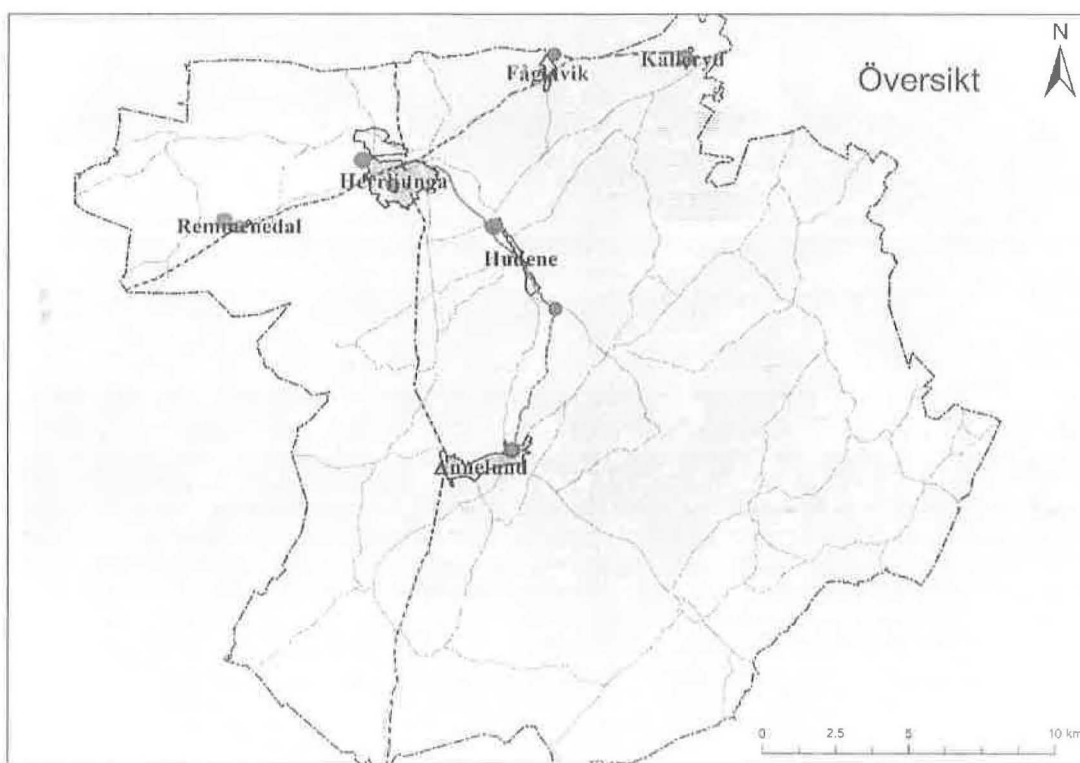 N
Fåglavik
Källeryd
Översikt
Herrljunga
Remmenedal
Hudene
Annelund
0 2.5 5 10 km